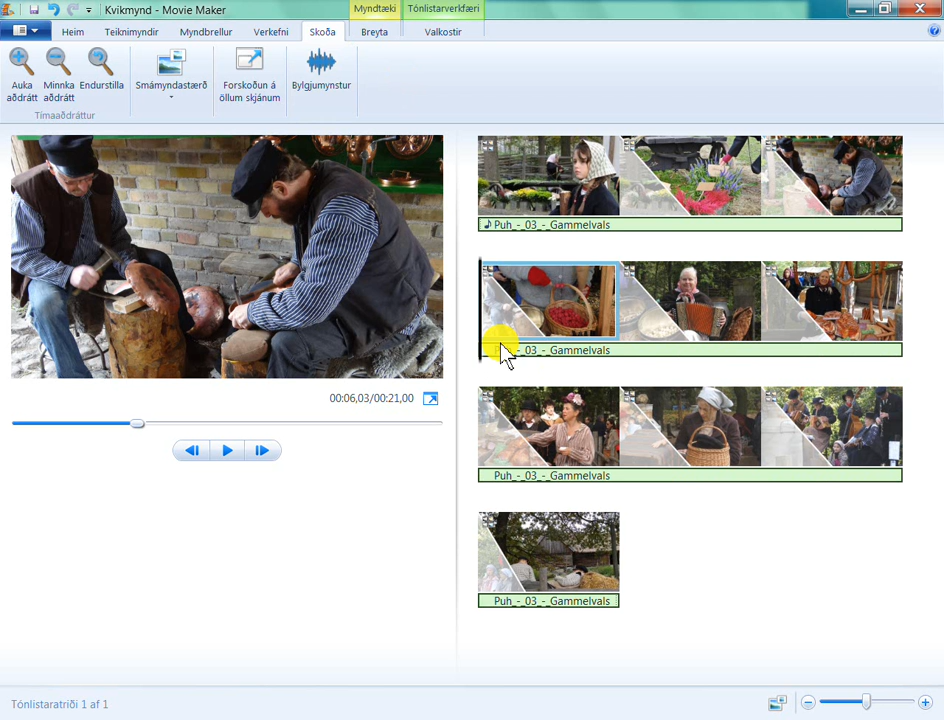 Kvikmynd - Movie Maker
Myndtæki
Tónlistarverkfæri
Heim
Teiknimyndir
Myndbrellur
Verkefni
Skoða
Breyta
Valkostir
Auka aðdrátt
Minnka aðdrátt
Endurstilla
Smámyndastærð
Forskoðun á öllum skjánum
Bylgjumynstur
Tímaaðdráttur
Puh_-_03_-_Gammelvals
_03_-_Gammelvals
00:06,03/00:21,00
Puh_-_03_-_Gammelvals
Puh_-_03_-_Gammelvals
Tónlistaratriði 1 af 1